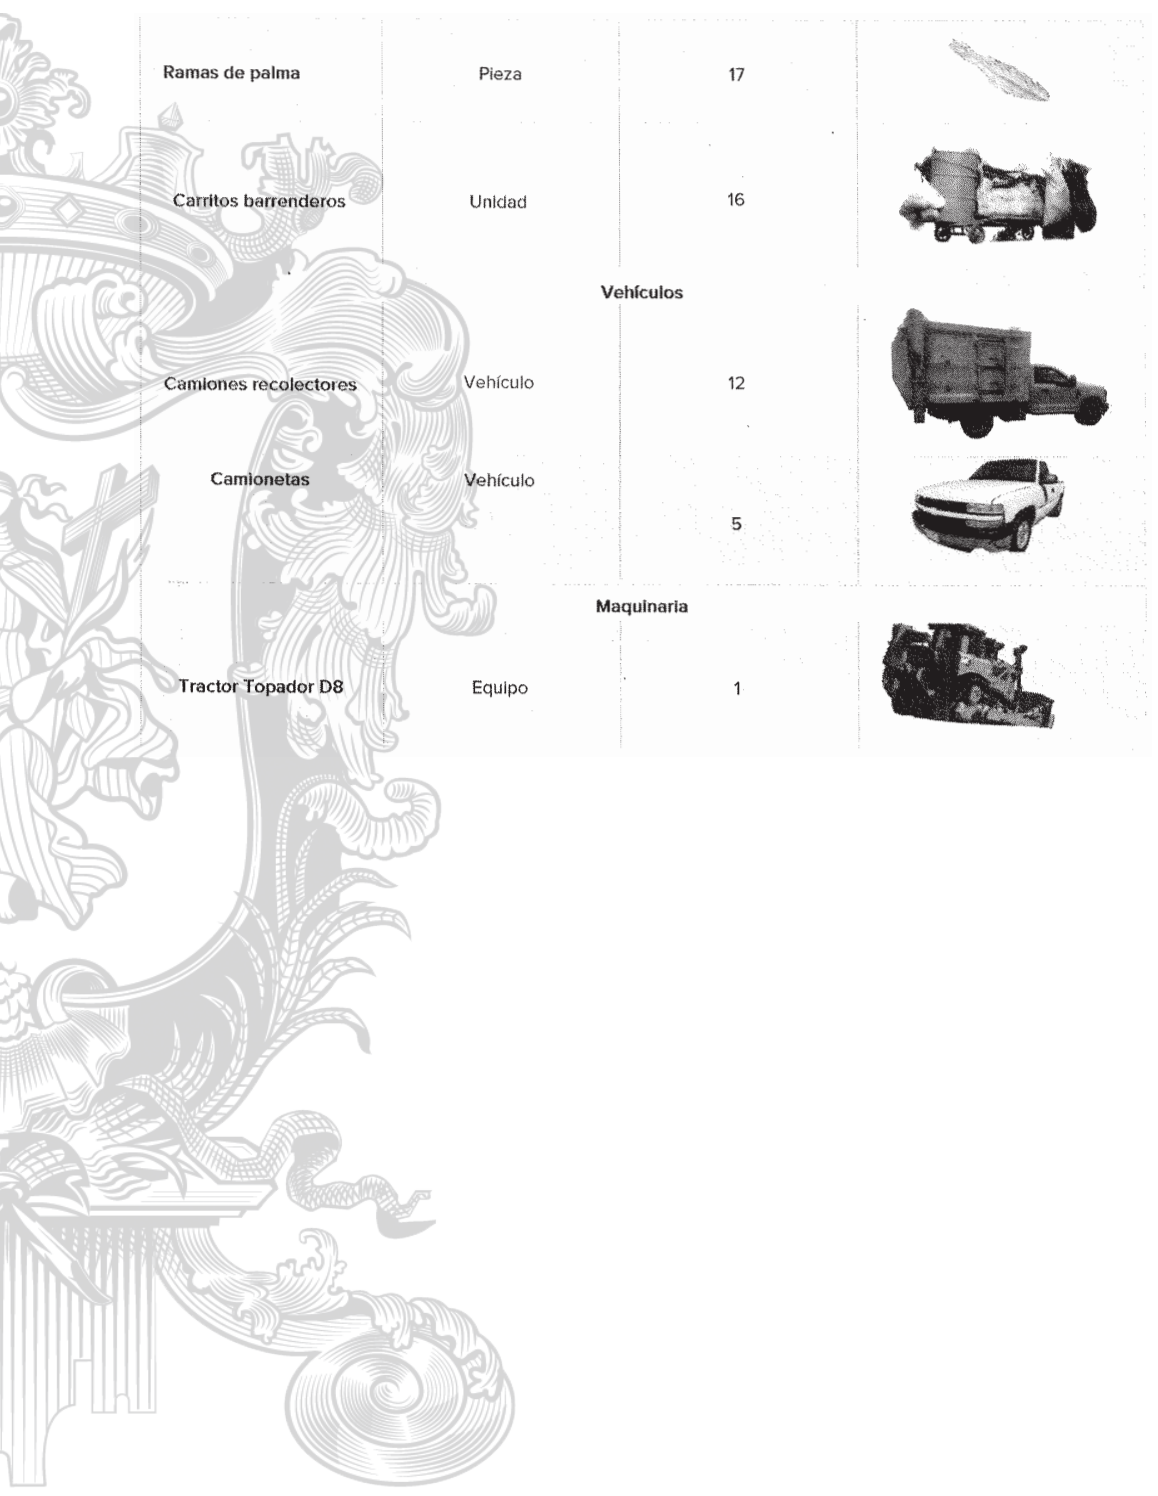 Ramas de palma Pieza 17
Carritos barrenderos Unidad 16
Vehículos
Camiones recolectores Vehículo 12
Camionetas Vehículo
5
Maquinaria
Tractor Topador D8 Equipo 1